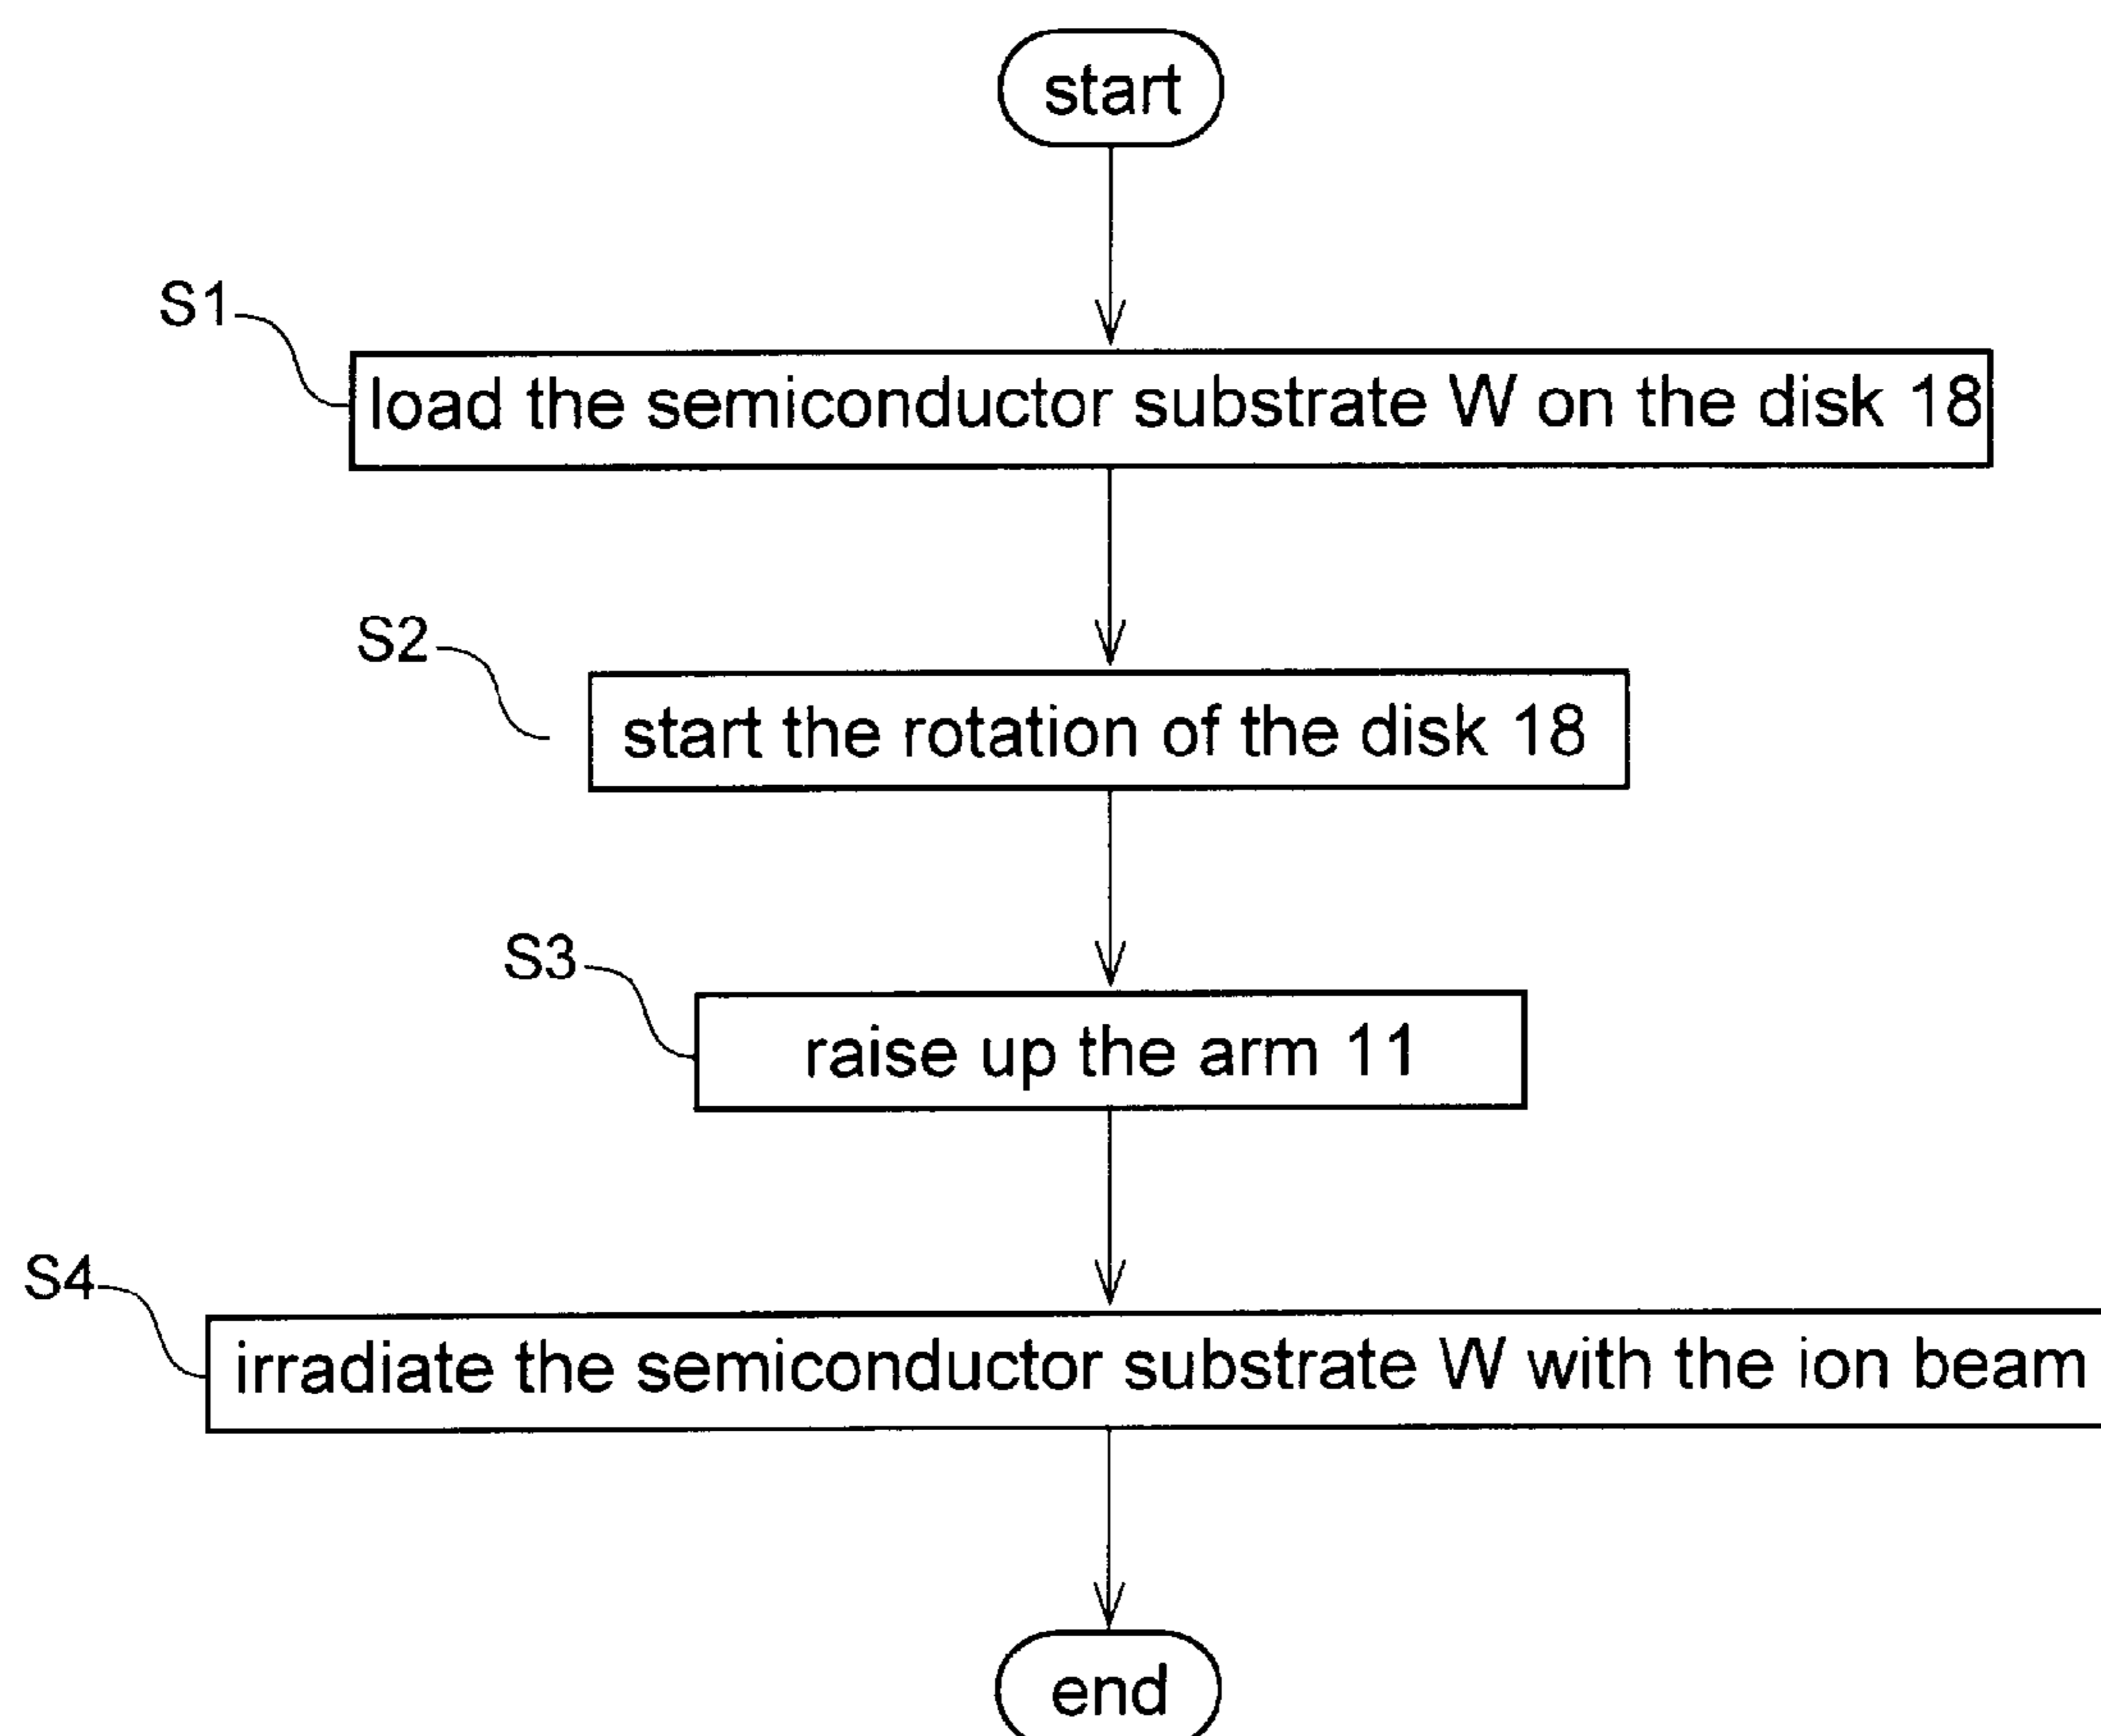 start
S1
load the semiconductor substrate W on the disk 18
S2
start the rotation of the disk 18
S3
raise up the arm 11
S4
irradiate the semiconductor substrate W with the ion beam
end